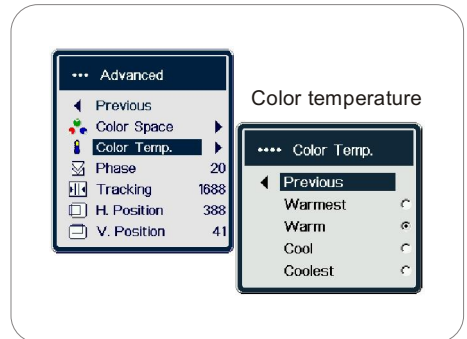 •••  Advanced
Previous
Color Space
Color Temp.
Phase 20
Tracking 1688
H. Position 388
V. Position 41
Color temperature
•••• Color Temp.
Previous
Warmest
Warm
Cool
Coolest